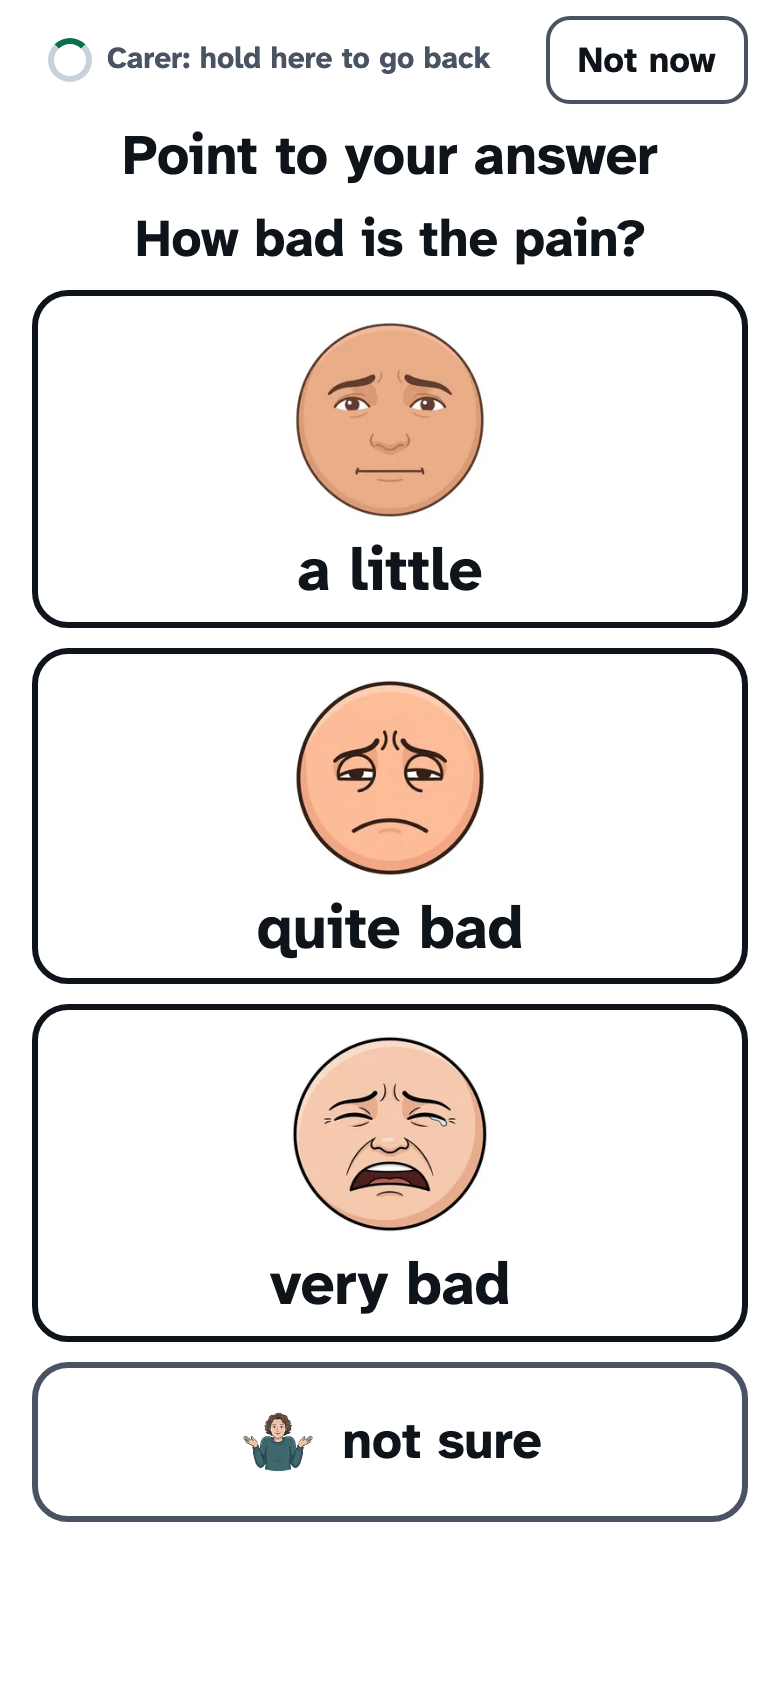 Carer: hold here to go back
Not now
Point to your answer
How bad is the pain?
a little
quite bad
very bad
not sure